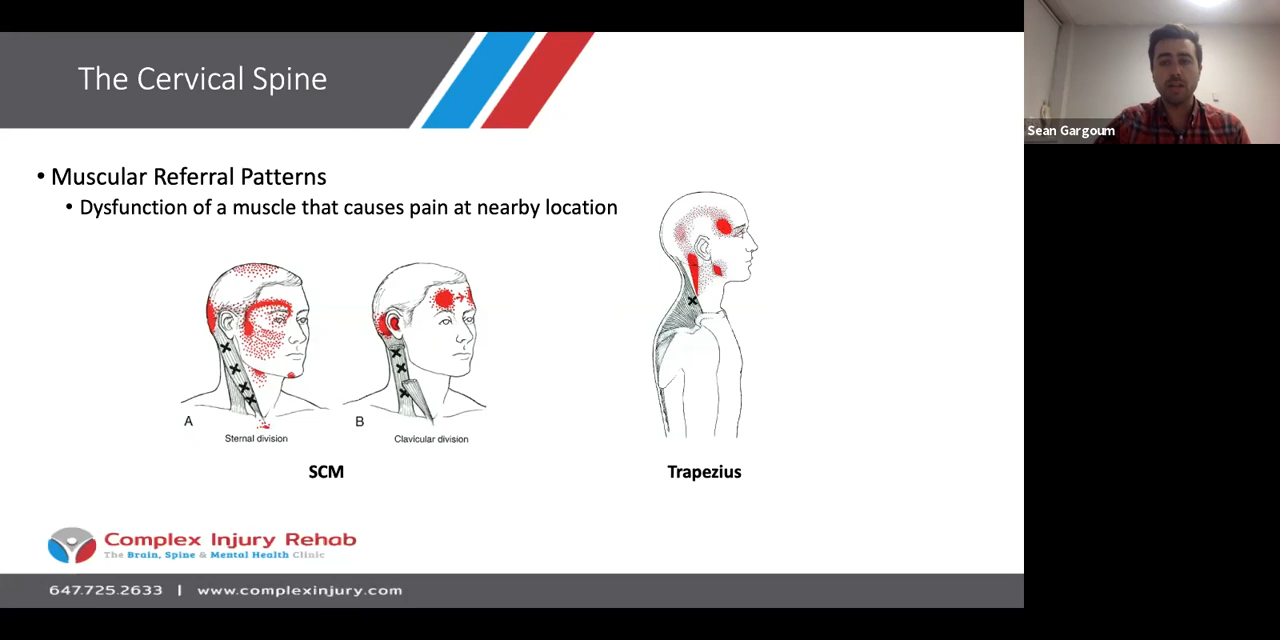 The Cervical Spine
Sean Gargoum
• Muscular Referral Patterns
• Dysfunction of a muscle that causes pain at nearby location
A
Sternal division
B
Clavicular division
SCM
Trapezius
Complex Injury Rehab
The Brain, Spine & Mental Health Clinic
647.725.2633 | www.complexinjury.com